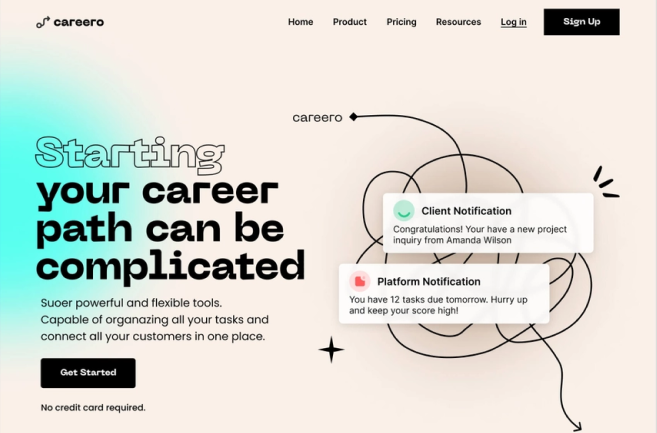 careero
Home
Product
Pricing
Resources
Log in
Sign Up
careero
Starting
your career
path can be
complicated
Suoer powerful and flexible tools.
Capable of organazing all your tasks and
connect all your customers in one place.
Get Started
No credit card required.
Client Notification
Congratulations! Your have a new project
inquiry from Amanda Wilson
Platform Notification
You have 12 tasks due tomorrow. Hurry up
and keep your score high!